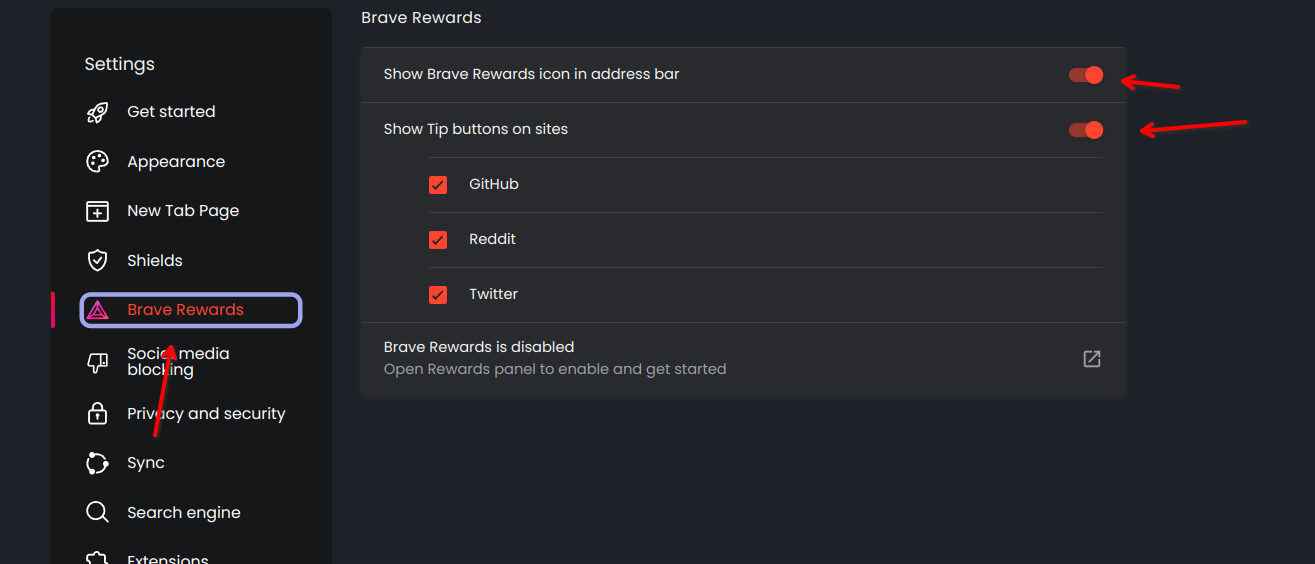 Settings
Get started
Appearance
New Tab Page
Shields
Brave Rewards
Social media
blocking
Privacy and security
Sync
Search engine
Extensions
Brave Rewards
Show Brave Rewards icon in address bar
Show Tip buttons on sites
GitHub
Reddit
Twitter
Brave Rewards is disabled
Open Rewards panel to enable and get started